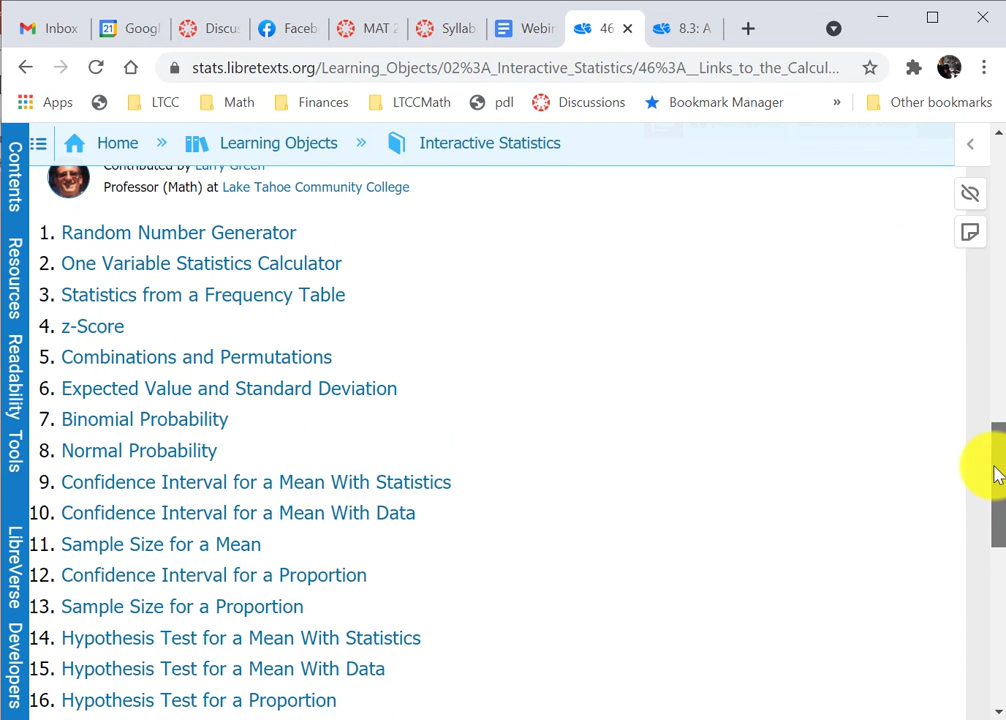 Inbox
Googl
Discu
Faceb
MAT 2
Syllab
Webin
46
8.3: A
stats.libretexts.org/Learning_Objects/02%3A_Interactive_Statistics/46%3A__Links_to_the_Calcul...
Apps
LTCC
Math
Finances
LTCCMath
pdl
Discussions
Bookmark Manager
»
Other bookmarks
Home » Learning Objects » Interactive Statistics
Contents
Resources
Readability
Tools
LibreVerse
Developers
Contributed by Larry Green
Professor (Math) at Lake Tahoe Community College
1. Random Number Generator
2. One Variable Statistics Calculator
3. Statistics from a Frequency Table
4. z-Score
5. Combinations and Permutations
6. Expected Value and Standard Deviation
7. Binomial Probability
8. Normal Probability
9. Confidence Interval for a Mean With Statistics
10. Confidence Interval for a Mean With Data
11. Sample Size for a Mean
12. Confidence Interval for a Proportion
13. Sample Size for a Proportion
14. Hypothesis Test for a Mean With Statistics
15. Hypothesis Test for a Mean With Data
16. Hypothesis Test for a Proportion